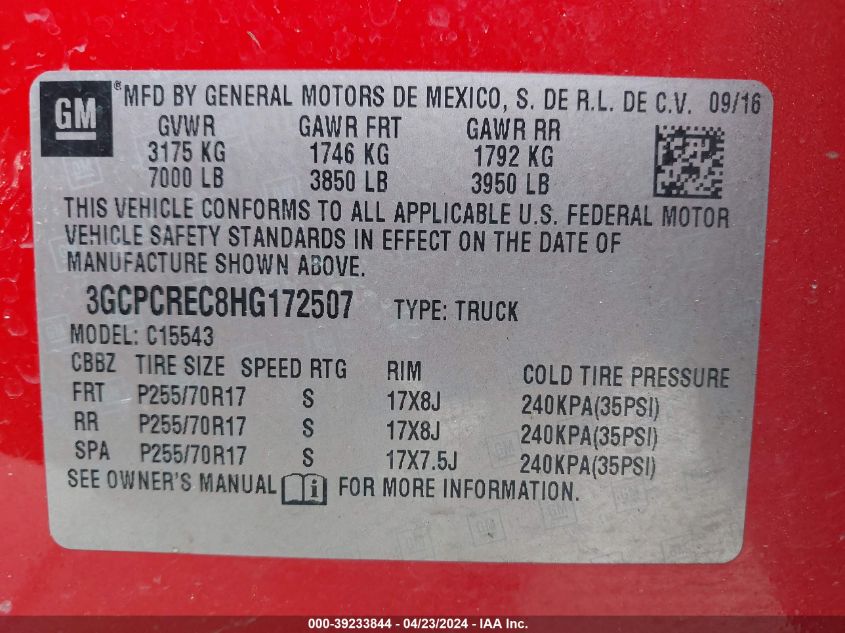 GM ® MFD BY GENERAL MOTORS DE MEXICO, S. DE R.L. DE C.V. 09/16
GVWR GAWR FRT GAWR RR
3175 KG 1746 KG 1792 KG
7000 LB 3850 LB 3950 LB
THIS VEHICLE CONFORMS TO ALL APPLICABLE U.S. FEDERAL MOTOR
VEHICLE SAFETY STANDARDS IN EFFECT ON THE DATE OF
MANUFACTURE SHOWN ABOVE.
3GCPCREC8HG172507 TYPE: TRUCK
MODEL: C15543
CBBZ TIRE SIZE SPEED RTG RIM COLD TIRE PRESSURE
FRT P255/70R17 S 17X8J 240KPA(35PSI)
RR P255/70R17 S 17X8J 240KPA(35PSI)
SPA P255/70R17 S 17X7.5J 240KPA(35PSI)
SEE OWNER'S MANUAL i FOR MORE INFORMATION.
000-39233844 / 04/23/2024 - IAA Inc.